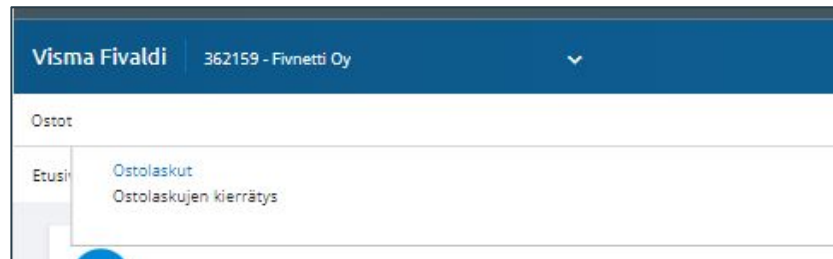 Visma Fivaldi 362159 - Fivnetti Oy
Ostot
Ostolaskut
Ostolaskujen kierrätys